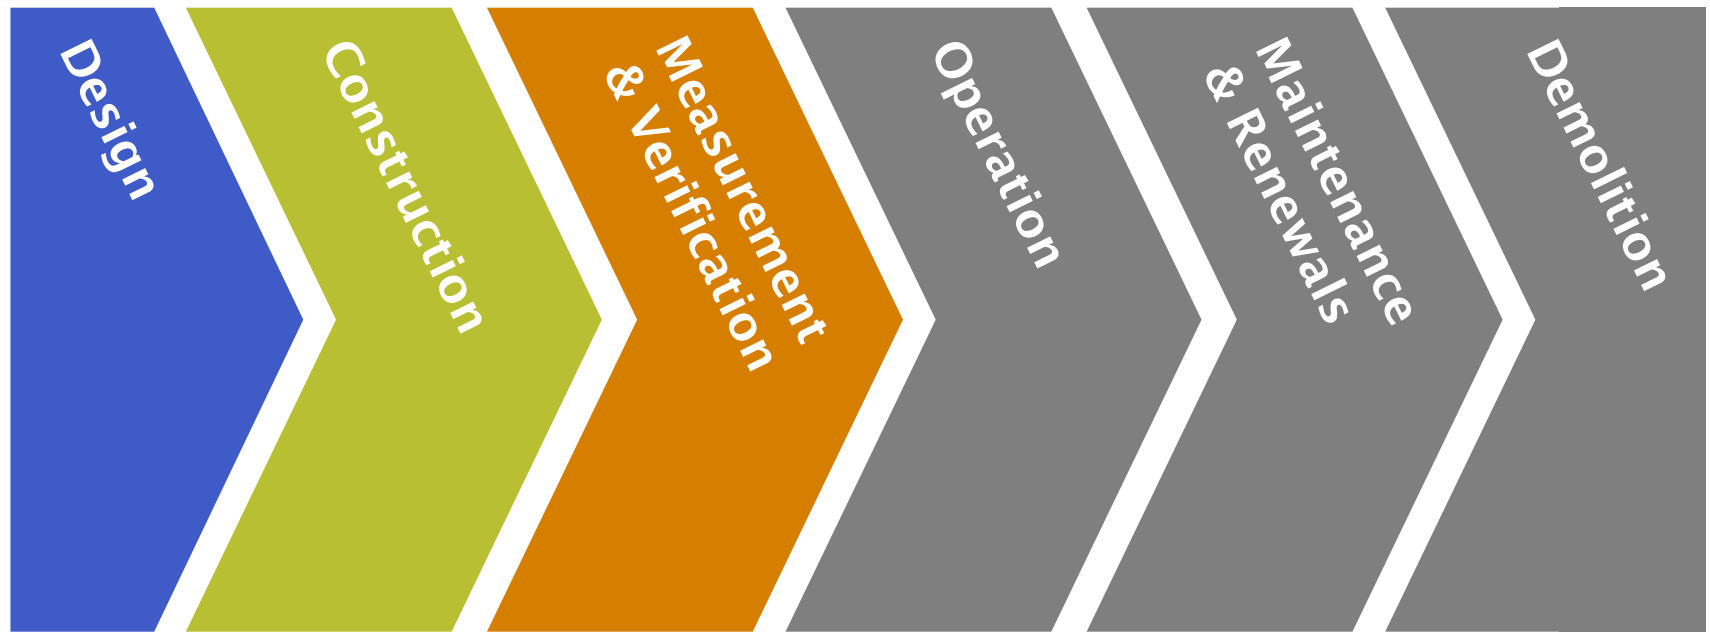 Design
Construction
Measurement
& Verification
Operation
Maintenance
& Renewals
Demolition